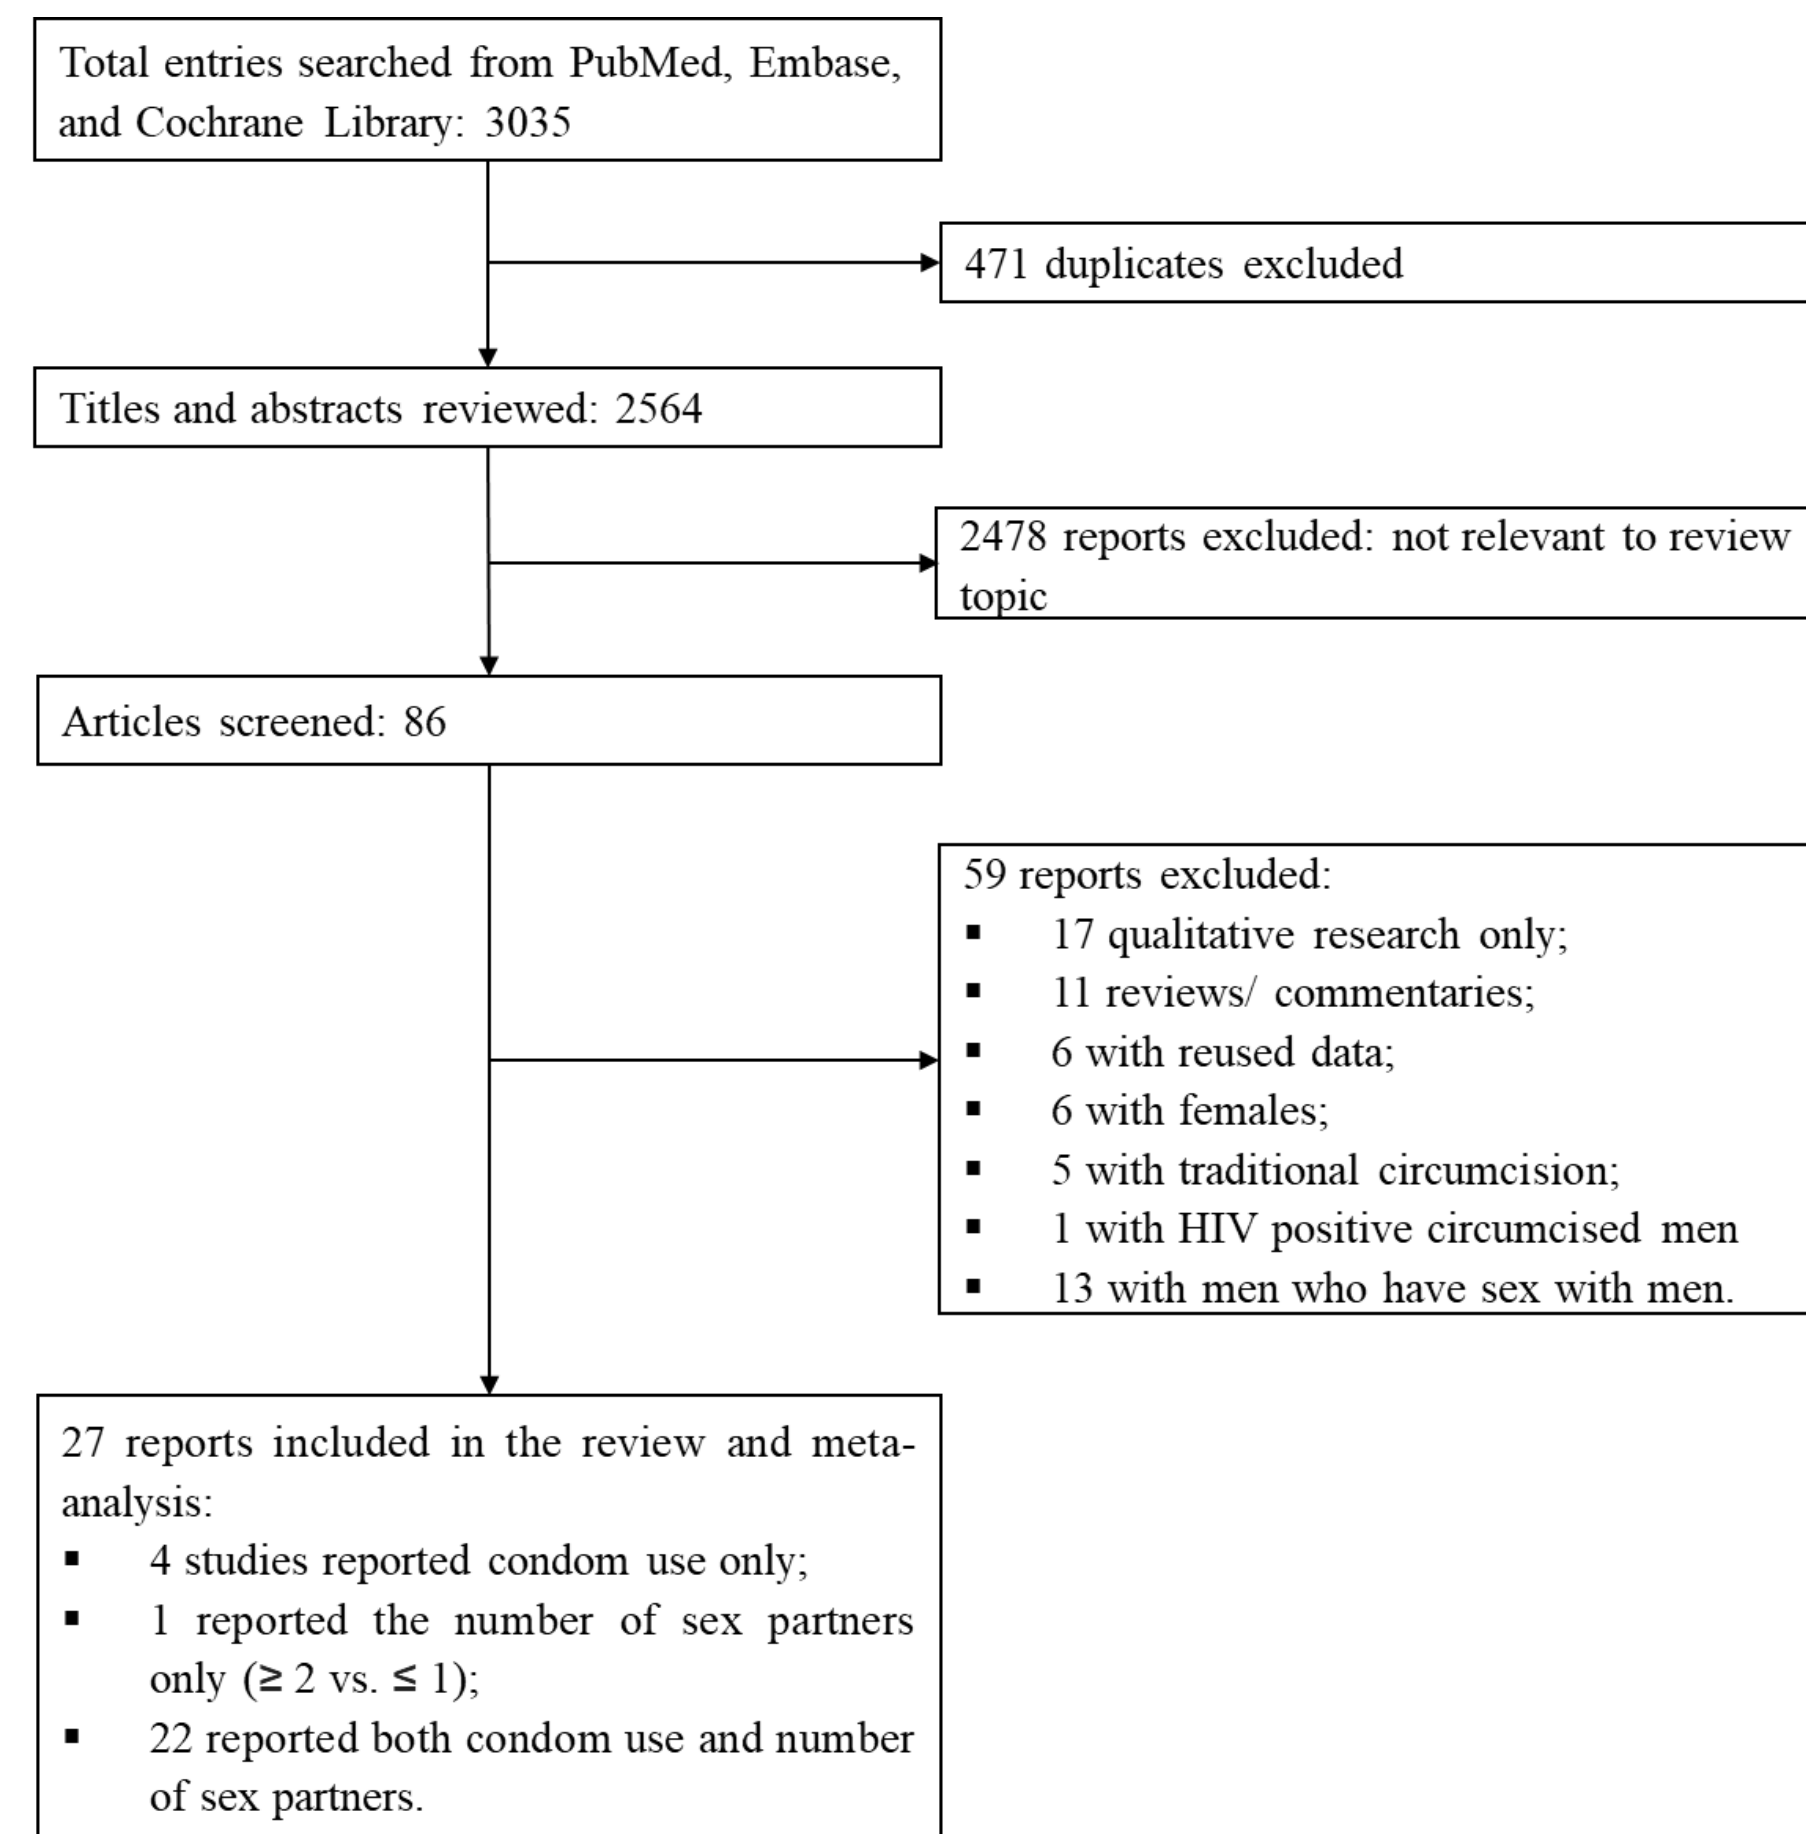 Total entries searched from PubMed, Embase,
and Cochrane Library: 3035
471 duplicates excluded
Titles and abstracts reviewed: 2564
2478 reports excluded: not relevant to review
topic
Articles screened: 86
59 reports excluded:
▪ 17 qualitative research only;
▪ 11 reviews/ commentaries;
▪ 6 with reused data;
▪ 6 with females;
▪ 5 with traditional circumcision;
▪ 1 with HIV positive circumcised men
▪ 13 with men who have sex with men.
27 reports included in the review and meta-
analysis:
▪ 4 studies reported condom use only;
▪ 1 reported the number of sex partners
only (≥ 2 vs. ≤ 1);
▪ 22 reported both condom use and number
of sex partners.